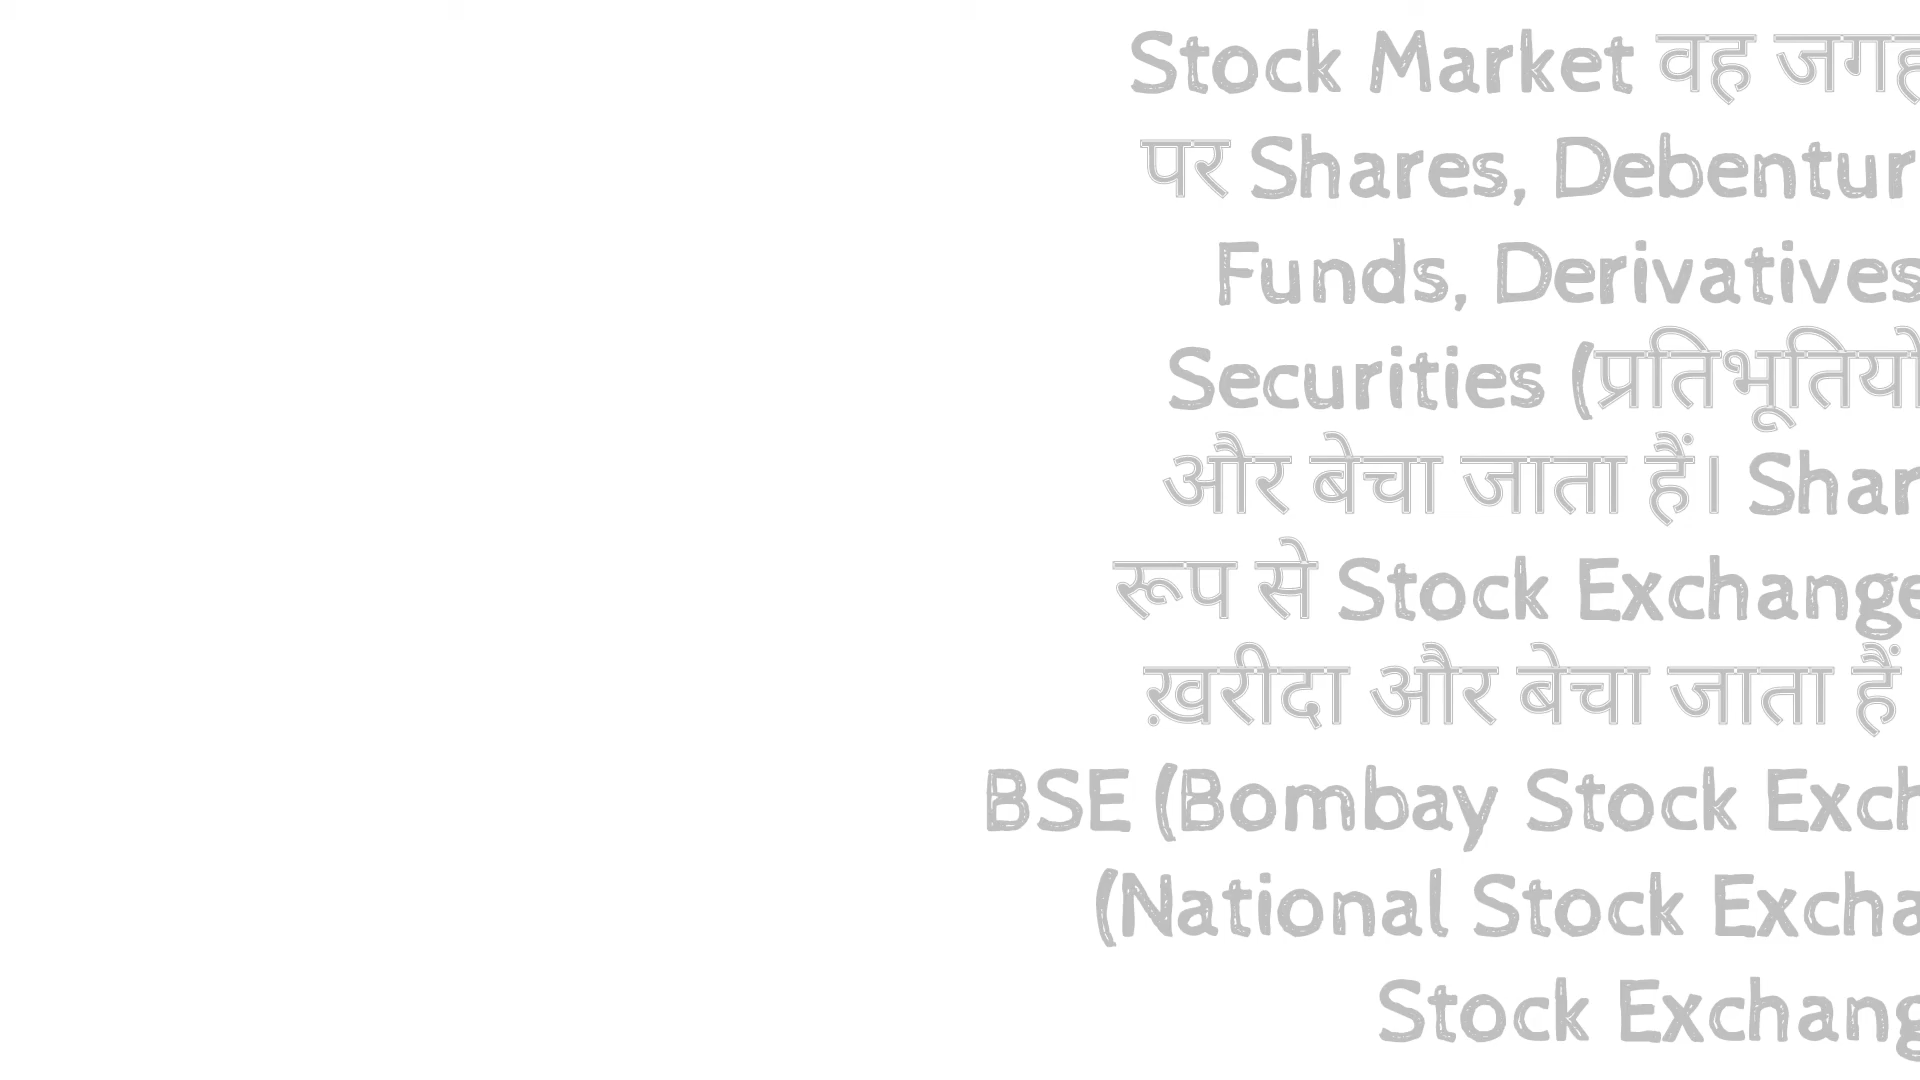 Stock Market वह जगह
पर Shares, Debentur
Funds, Derivatives
Securities (प्रतिभूतियो
और बेचा जाता हैं। Shar
रूप से Stock Exchange
ख़रीदा और बेचा जाता हैं
BSE (Bombay Stock Exch
(National Stock Excha
Stock Exchang